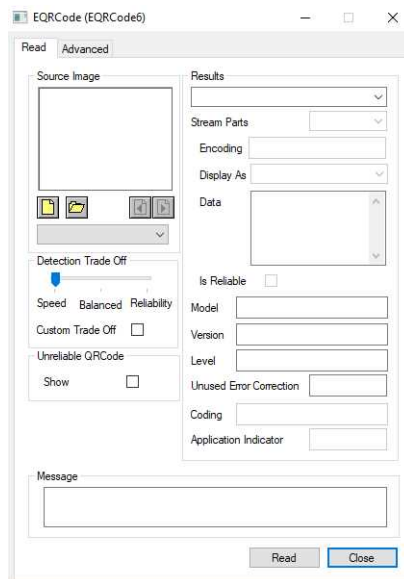 EQRCode (EQRCode6)
Read
Advanced
Source Image
Detection Trade Off
Speed
Balanced
Reliability
Custom Trade Off
Unreliable QRCode
Show
Results
Stream Parts
Encoding
Display As
Data
Is Reliable
Model
Version
Level
Unused Error Correction
Coding
Application Indicator
Message
Read
Close